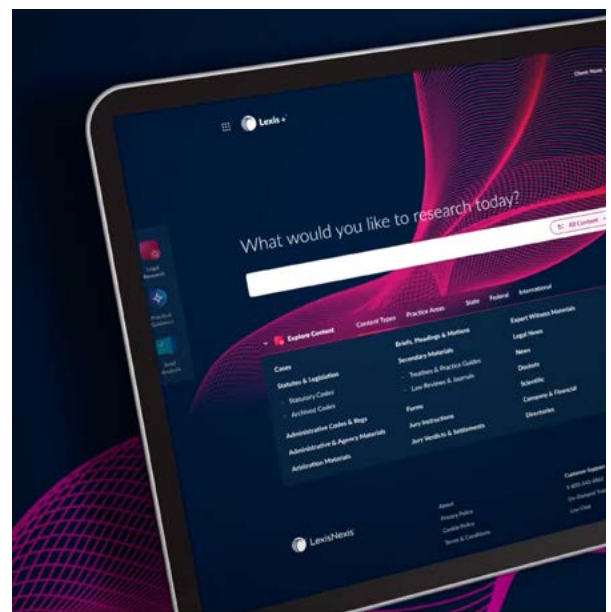 Lexis+
Client: None
What would you like to research today?
All Content
Legal
Research
Practical
Guidance
Brief
Analysis
Explore Content
Content Types
Practice Areas
State
Federal
International
Cases
Statutes & Legislation
- Statutory Codes
- Archived Codes
Administrative Codes & Regs
Administrative & Agency Materials
Arbitration Materials
Briefs, Pleadings & Motions
Secondary Materials
- Treatises & Practice Guides
- Law Reviews & Journals
Forms
Jury Instructions
Jury Verdicts & Settlements
Expert Witness Materials
Legal News
News
Dockets
Scientific
Company & Financial
Directories
LexisNexis
About
Privacy Policy
Cookie Policy
Terms & Conditions
Customer Support
Live Chat